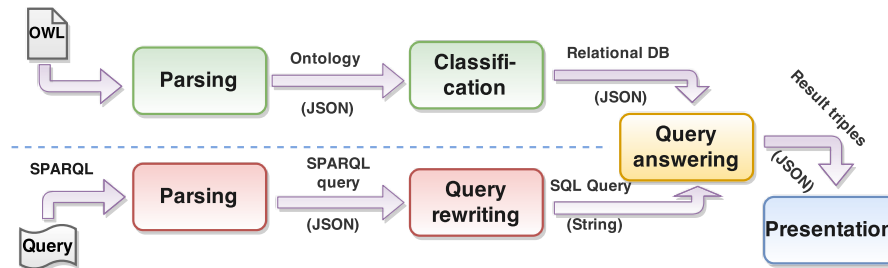 OWL
Parsing
Ontology
(JSON)
Classifi-
cation
Relational DB
(JSON)
Query
answering
Result triples
(JSON)
Presentation
SPARQL
Query
Parsing
SPARQL
query
(JSON)
Query
rewriting
SQL Query
(String)